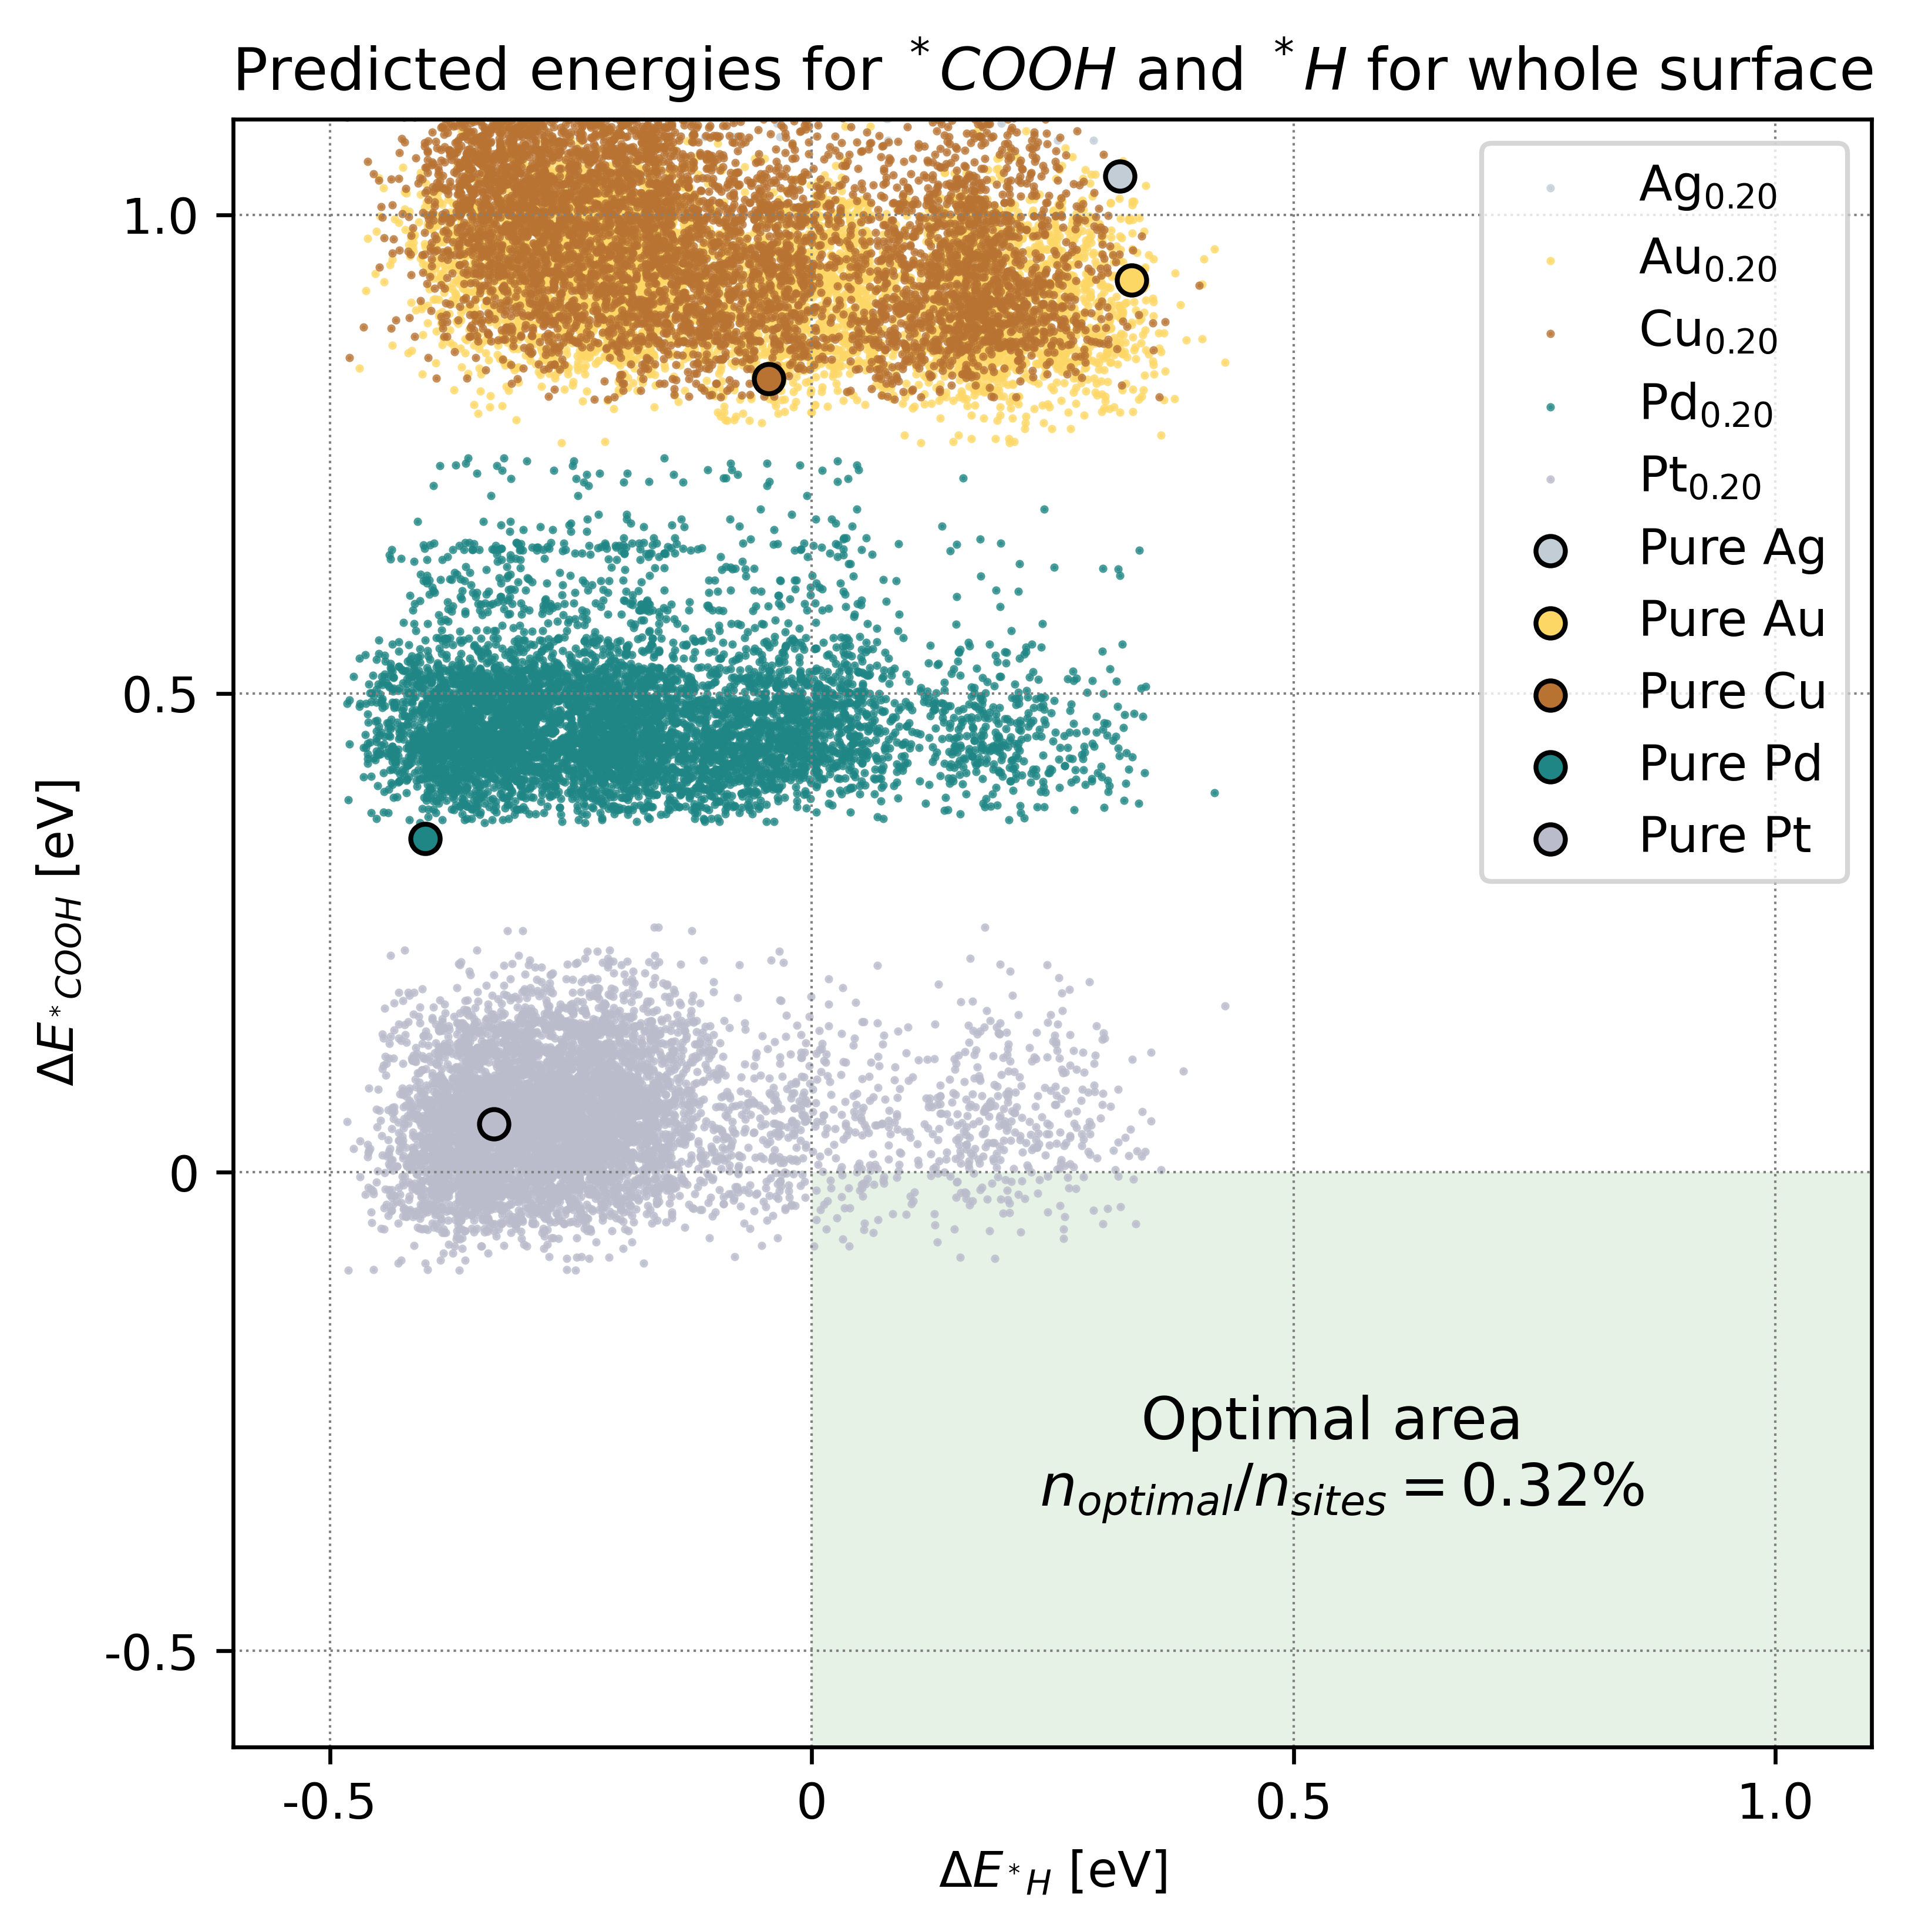 Predicted energies for *COOH and *H for whole surface
1.0
0.5
0
-0.5
ΔE*COOH [eV]
Ag0.20
Au0.20
Cu0.20
Pd0.20
Pt0.20
Pure Ag
Pure Au
Pure Cu
Pure Pd
Pure Pt
Optimal area
noptimal/nsites = 0.32%
-0.5
0
0.5
1.0
ΔE*H [eV]